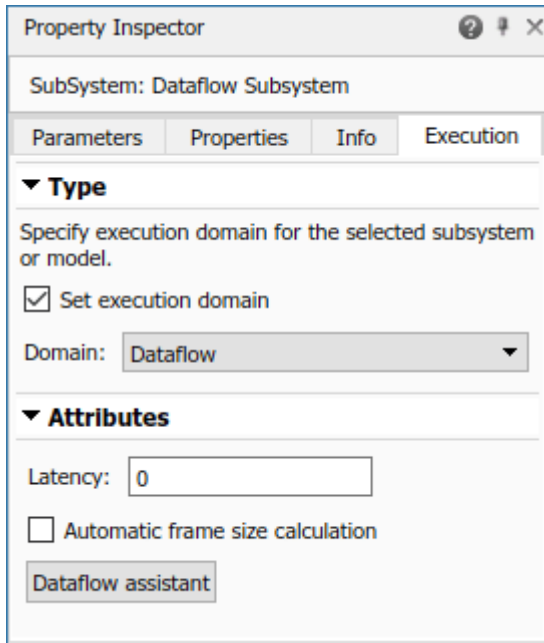 Property Inspector
SubSystem: Dataflow Subsystem
Parameters Properties Info Execution
Type
Specify execution domain for the selected subsystem
or model.
Set execution domain
Domain: Dataflow
Attributes
Latency: 0
Automatic frame size calculation
Dataflow assistant